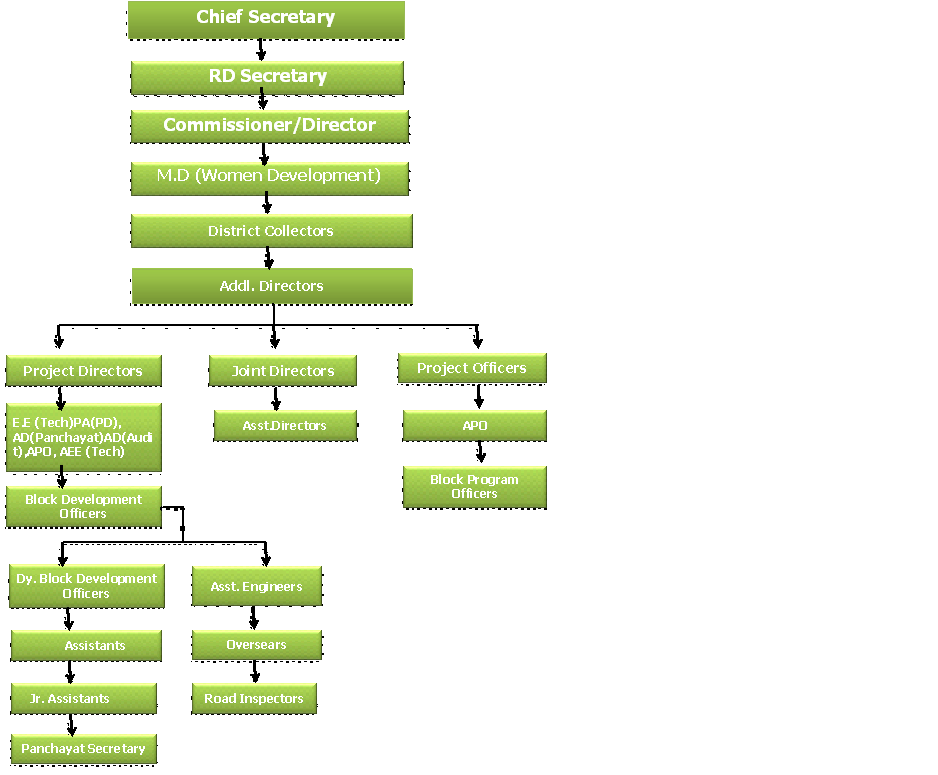 Chief Secretary
RD Secretary
Commissioner/Director
M.D (Women Development)
District Collectors
Addl. Directors
Project Directors
Joint Directors
Project Officers
E.E (Tech)PA(PD),
AD(Panchayat)AD(Audi
t),APO, AEE (Tech)
Asst.Directors
APO
Block Development
Officers
Block Program
Officers
Dy. Block Development
Officers
Asst. Engineers
Assistants
Oversears
Jr. Assistants
Road Inspectors
Panchayat Secretary